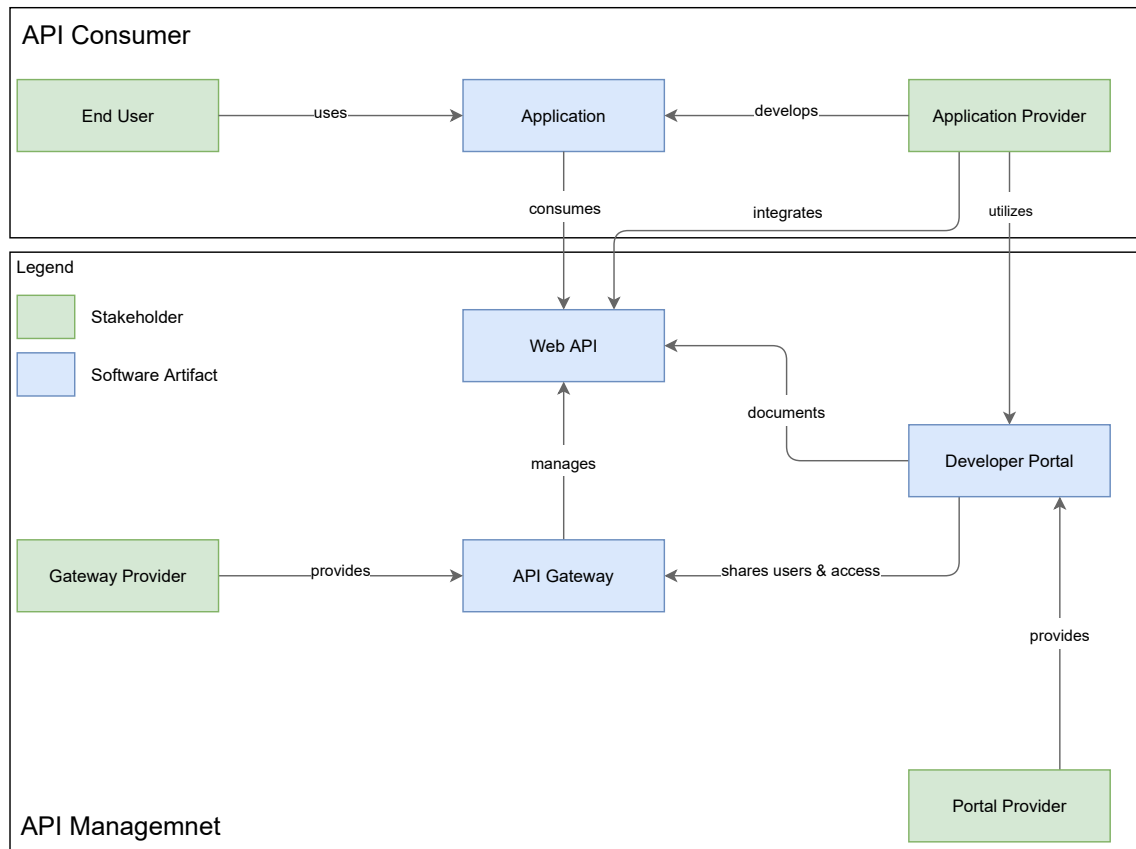 API Consumer
End User
uses
Application
develops
Application Provider
consumes
integrates
utilizes
Legend
Stakeholder
Software Artifact
Web API
documents
Developer Portal
manages
Gateway Provider
provides
API Gateway
shares users & access
provides
Portal Provider
API Managemnet